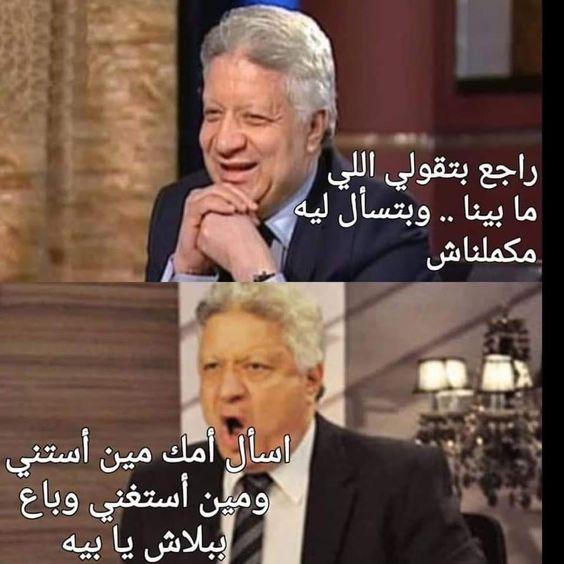 راجع بتقولي اللي
ما بينا .. وبتسأل ليه
مكملناش
اسأل أمك مين أستني
ومين أستغني وباع
ببلاش يا بيه